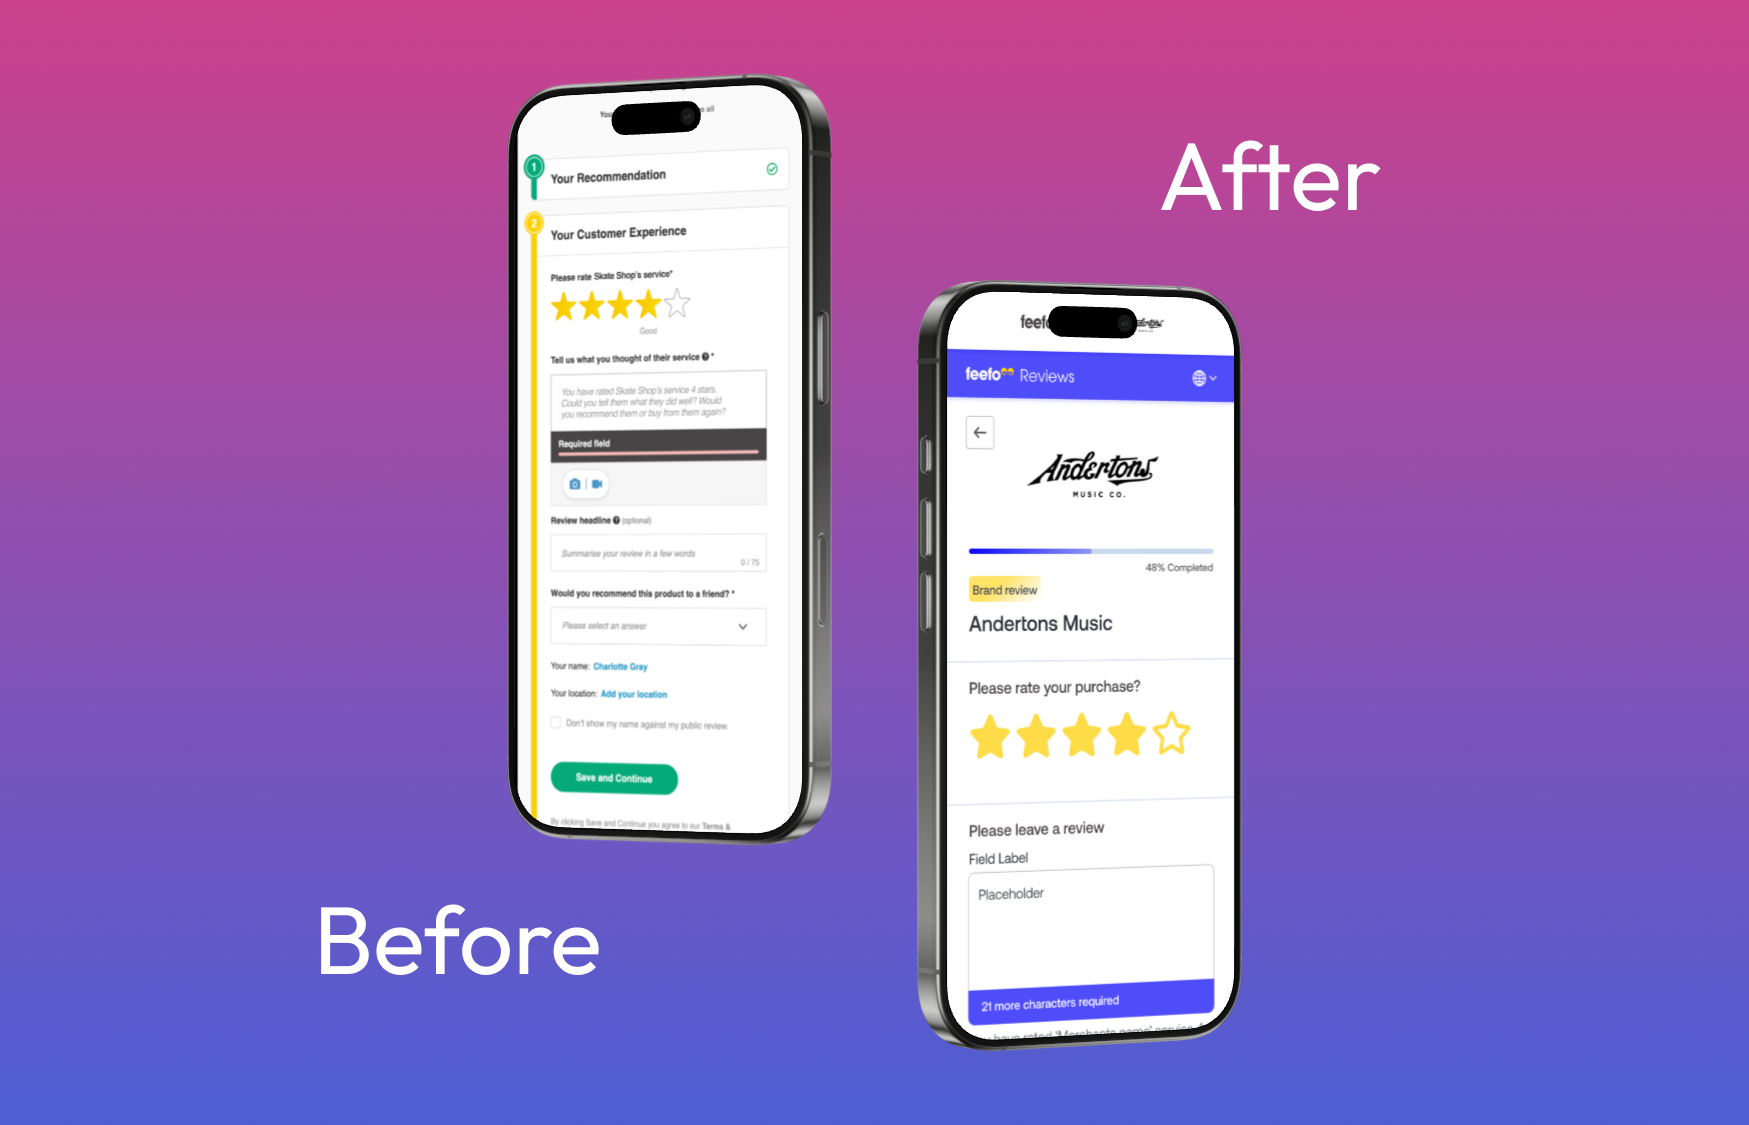 You
e all
1
Your Recommendation
2
Your Customer Experience
Please rate Skate Shop's service*
Good
Tell us what you thought of their service ? *
You have rated Skate Shop's service 4 stars.
Could you tell them what they did well? Would
you recommend them or buy from them again?
Required field
Review headline ? (optional)
Summarise your review in a few words
0 / 75
Would you recommend this product to a friend? *
Please select an answer
Your name: Charlotte Gray
Your location: Add your location
Don't show my name against my public review.
Save and Continue
By clicking Save and Continue you agree to our Terms &
Before
After
feefo
feefo Reviews
Andertons
MUSIC CO.
48% Completed
Brand review
Andertons Music
Please rate your purchase?
Please leave a review
Field Label
Placeholder
21 more characters required
have rated 'Merchants name' service